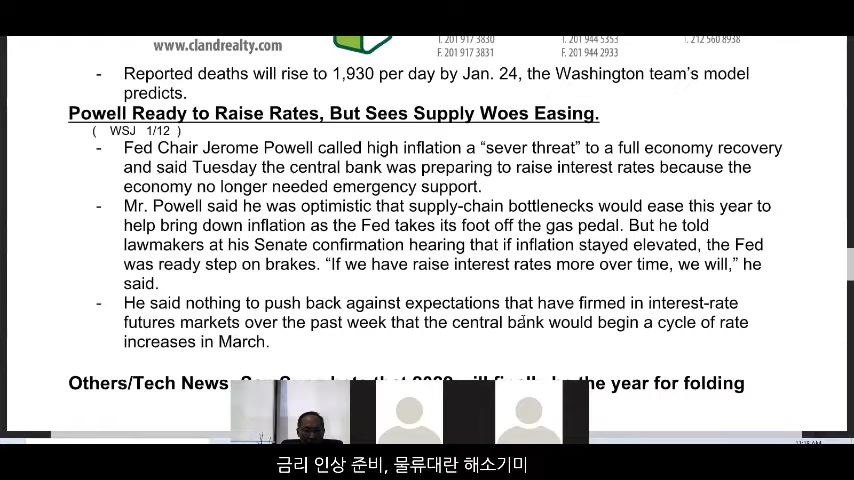 www.clandrealty.com
T. 201 917 3830
F. 201 917 3831
T. 201 944 5353
F. 201 944 2933
T. 212 560 8938
- Reported deaths will rise to 1,930 per day by Jan. 24, the Washington team's model
predicts.
Powell Ready to Raise Rates, But Sees Supply Woes Easing.
( WSJ 1/12 )
- Fed Chair Jerome Powell called high inflation a “sever threat” to a full economy recovery
and said Tuesday the central bank was preparing to raise interest rates because the
economy no longer needed emergency support.
- Mr. Powell said he was optimistic that supply-chain bottlenecks would ease this year to
help bring down inflation as the Fed takes its foot off the gas pedal. But he told
lawmakers at his Senate confirmation hearing that if inflation stayed elevated, the Fed
was ready step on brakes. “If we have raise interest rates more over time, we will,” he
said.
- He said nothing to push back against expectations that have firmed in interest-rate
futures markets over the past week that the central bank would begin a cycle of rate
increases in March.
Others/Tech News: the year for folding
금리 인상 준비, 물류대란 해소기미